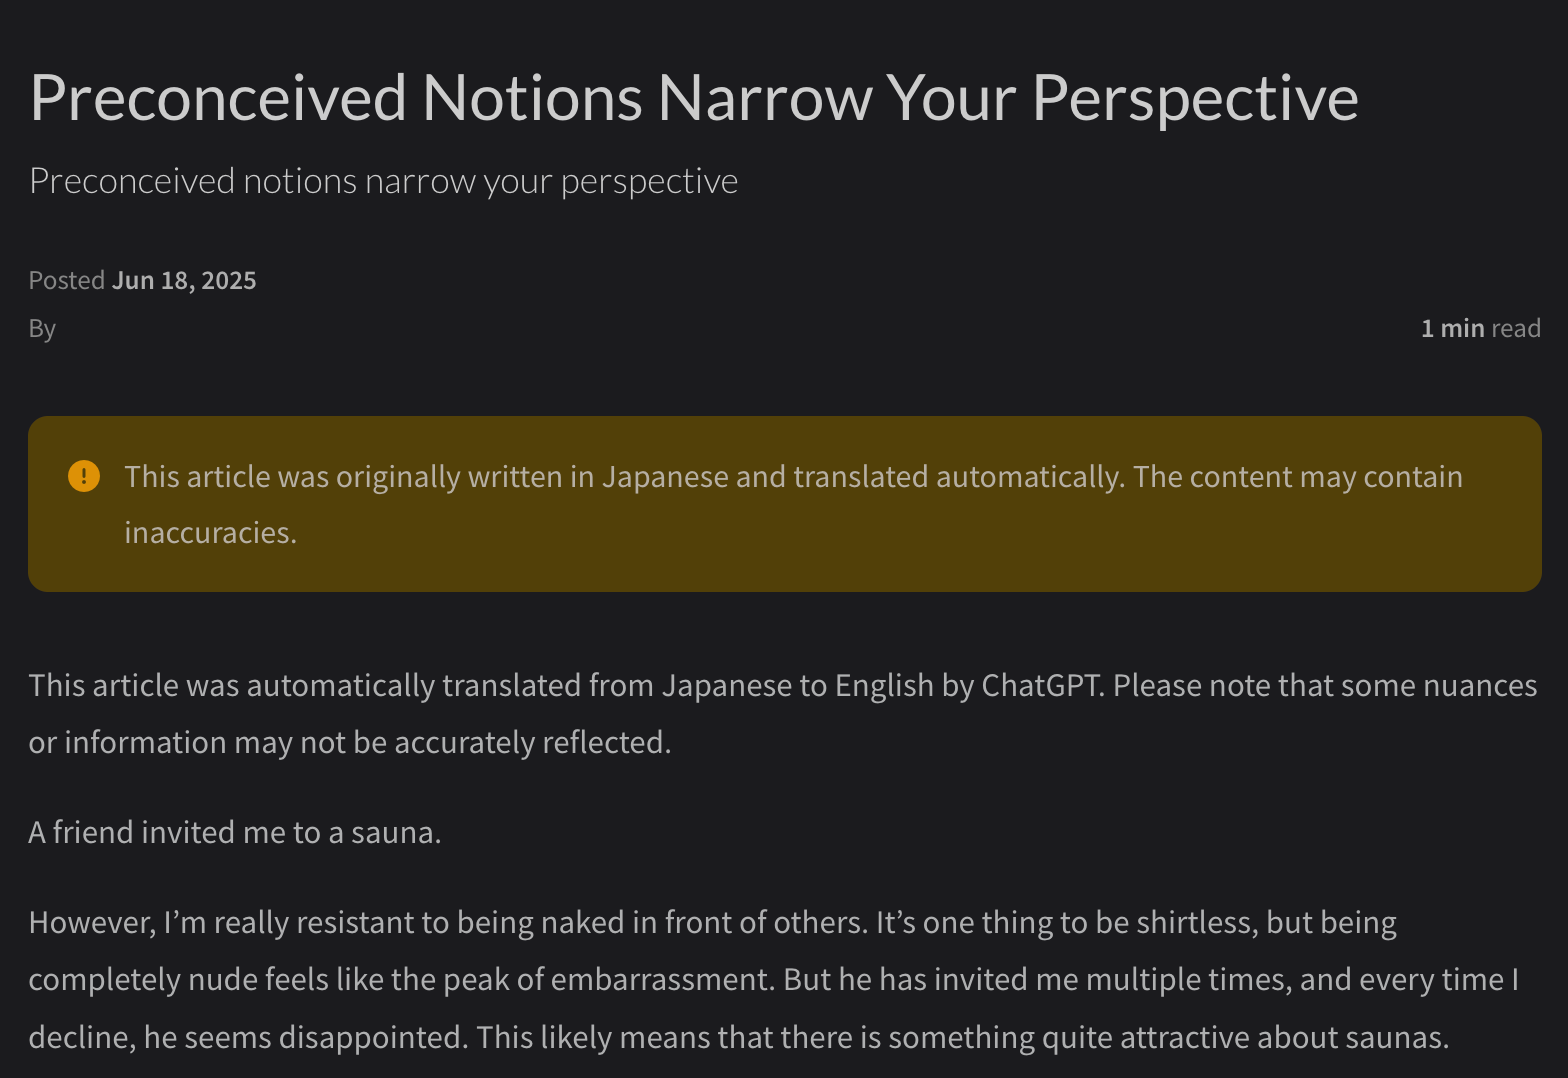 Preconceived Notions Narrow Your Perspective
Preconceived notions narrow your perspective
Posted Jun 18, 2025
By
1 min read
This article was originally written in Japanese and translated automatically. The content may contain
inaccuracies.
This article was automatically translated from Japanese to English by ChatGPT. Please note that some nuances
or information may not be accurately reflected.
A friend invited me to a sauna.
However, I’m really resistant to being naked in front of others. It’s one thing to be shirtless, but being
completely nude feels like the peak of embarrassment. But he has invited me multiple times, and every time I
decline, he seems disappointed. This likely means that there is something quite attractive about saunas.